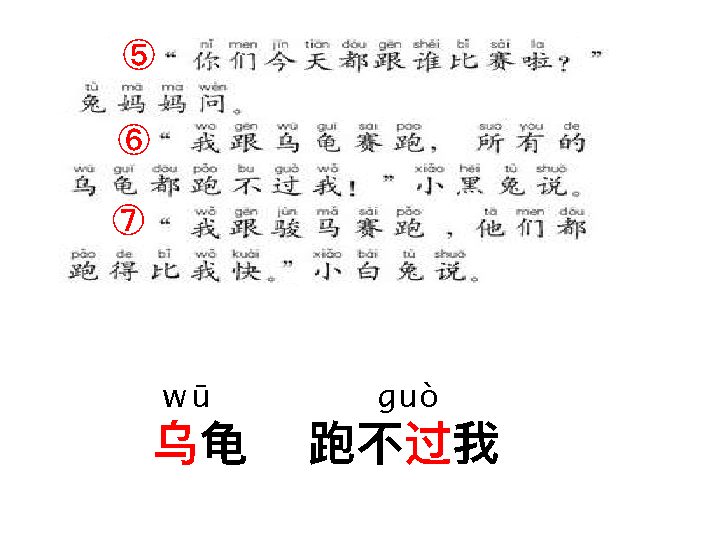 nǐ men jīn tiān dōu gēn shéi bǐ sài la
⑤“你们今天都跟谁比赛啦？”
tù mā ma wèn
兔妈妈问。
wǒ gēn wū guī sài pǎo suǒ yǒu de
⑥“我跟乌龟赛跑，所有的
wū guī dōu pǎo bu guò wǒ xiǎo hēi tù shuō
乌龟都跑不过我！”小黑兔说。
wǒ gēn jùn mǎ sài pǎo tā men dōu
⑦“我跟骏马赛跑，他们都
pǎo de bǐ wǒ kuài xiǎo bái tù shuō
跑得比我快。”小白兔说。
wū guò
乌龟 跑不过我